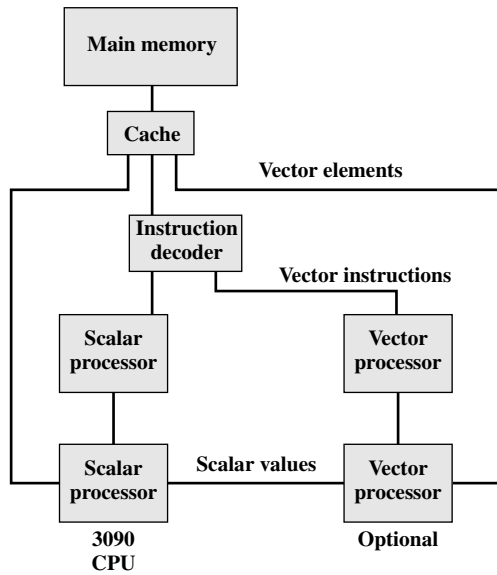 Main memory
Cache
Vector elements
Instruction
decoder
Vector instructions
Scalar
processor
Vector
processor
Scalar
processor
Scalar values
Vector
processor
3090
CPU
Optional